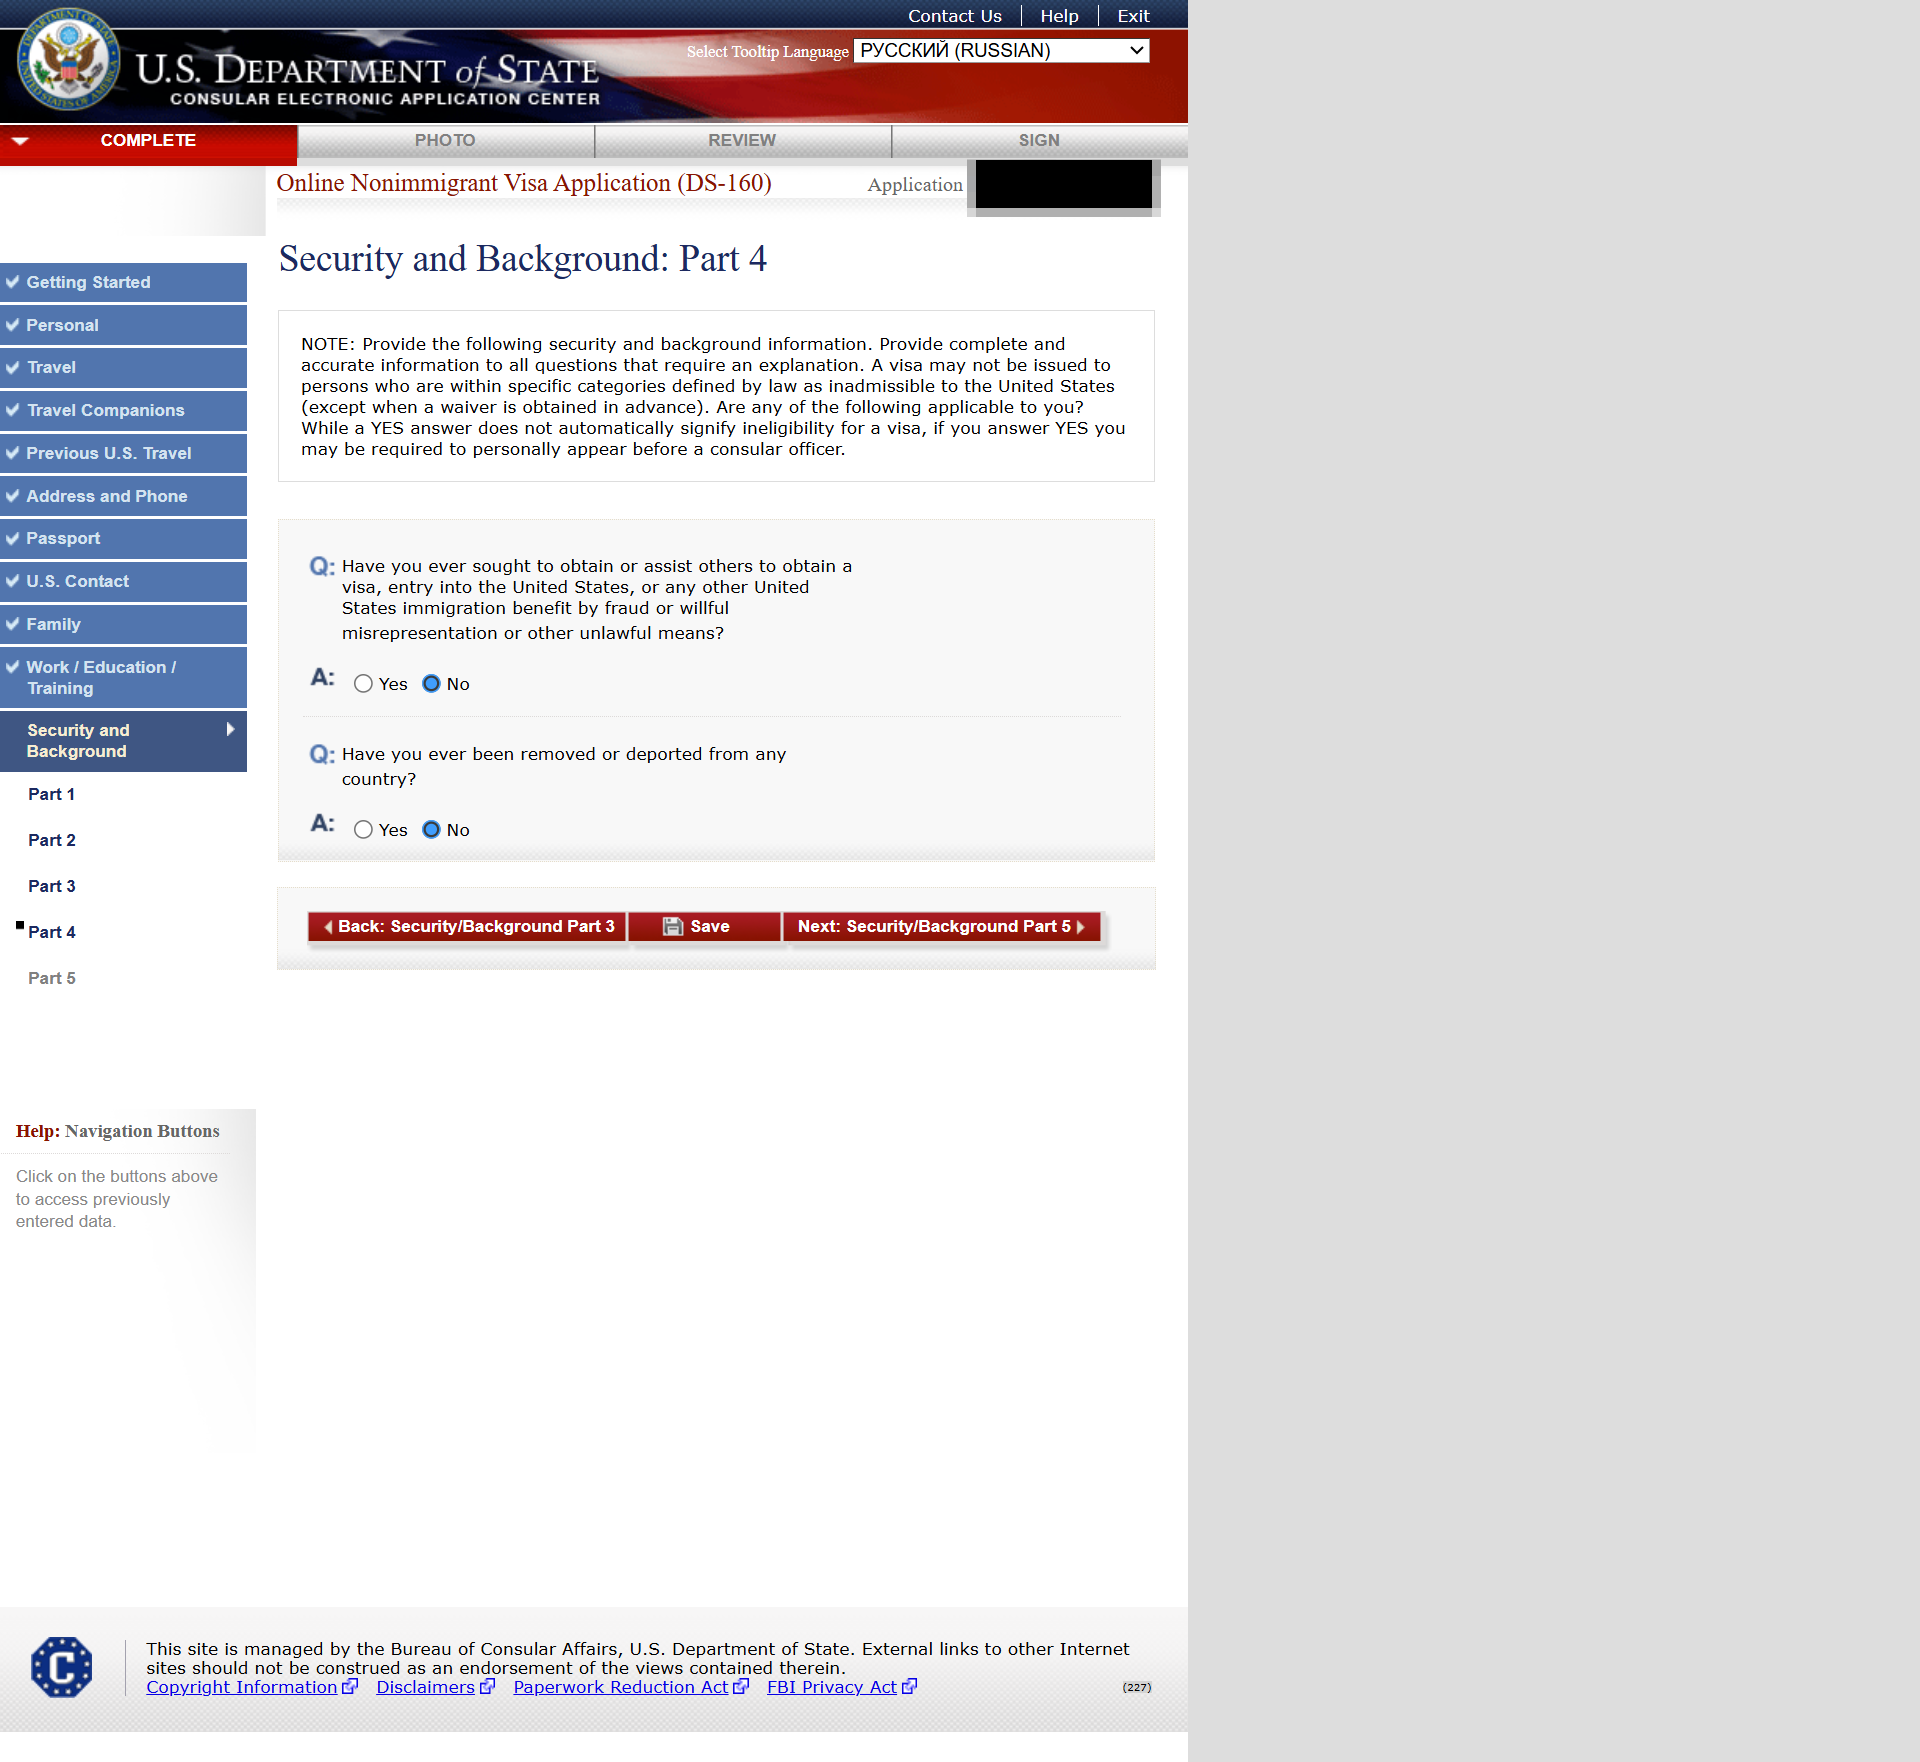 Contact Us
Help
Exit
Select Tooltip Language
РУССКИЙ (RUSSIAN)
U.S. DEPARTMENT of STATE
CONSULAR ELECTRONIC APPLICATION CENTER
COMPLETE
PHOTO
REVIEW
SIGN
Online Nonimmigrant Visa Application (DS-160)
Application
Getting Started
Personal
Travel
Travel Companions
Previous U.S. Travel
Address and Phone
Passport
U.S. Contact
Family
Work / Education /
Training
Security and
Background
Part 1
Part 2
Part 3
Part 4
Part 5
Help: Navigation Buttons
Click on the buttons above
to access previously
entered data.
Security and Background: Part 4
NOTE: Provide the following security and background information. Provide complete and
accurate information to all questions that require an explanation. A visa may not be issued to
persons who are within specific categories defined by law as inadmissible to the United States
(except when a waiver is obtained in advance). Are any of the following applicable to you?
While a YES answer does not automatically signify ineligibility for a visa, if you answer YES you
may be required to personally appear before a consular officer.
Q: Have you ever sought to obtain or assist others to obtain a
visa, entry into the United States, or any other United
States immigration benefit by fraud or willful
misrepresentation or other unlawful means?
A: Yes No
Q: Have you ever been removed or deported from any
country?
A: Yes No
Back: Security/Background Part 3
Save
Next: Security/Background Part 5
This site is managed by the Bureau of Consular Affairs, U.S. Department of State. External links to other Internet
sites should not be construed as an endorsement of the views contained therein.
Copyright Information Disclaimers Paperwork Reduction Act FBI Privacy Act
(227)
C